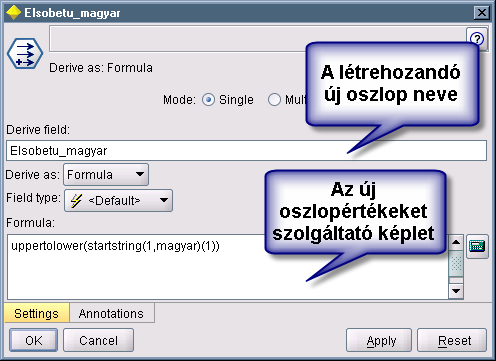 Elsobetu_magyar
Derive as: Formula
Mode: Single
A létrehozandó
új oszlop neve
Derive field:
Elsobetu_magyar
Derive as: Formula
Field type: <Default>
Az új
oszlopértékeket
szolgáltató képlet
Formula:
uppertolower(startstring(1,magyar)(1))
Settings Annotations
OK Cancel Apply Reset